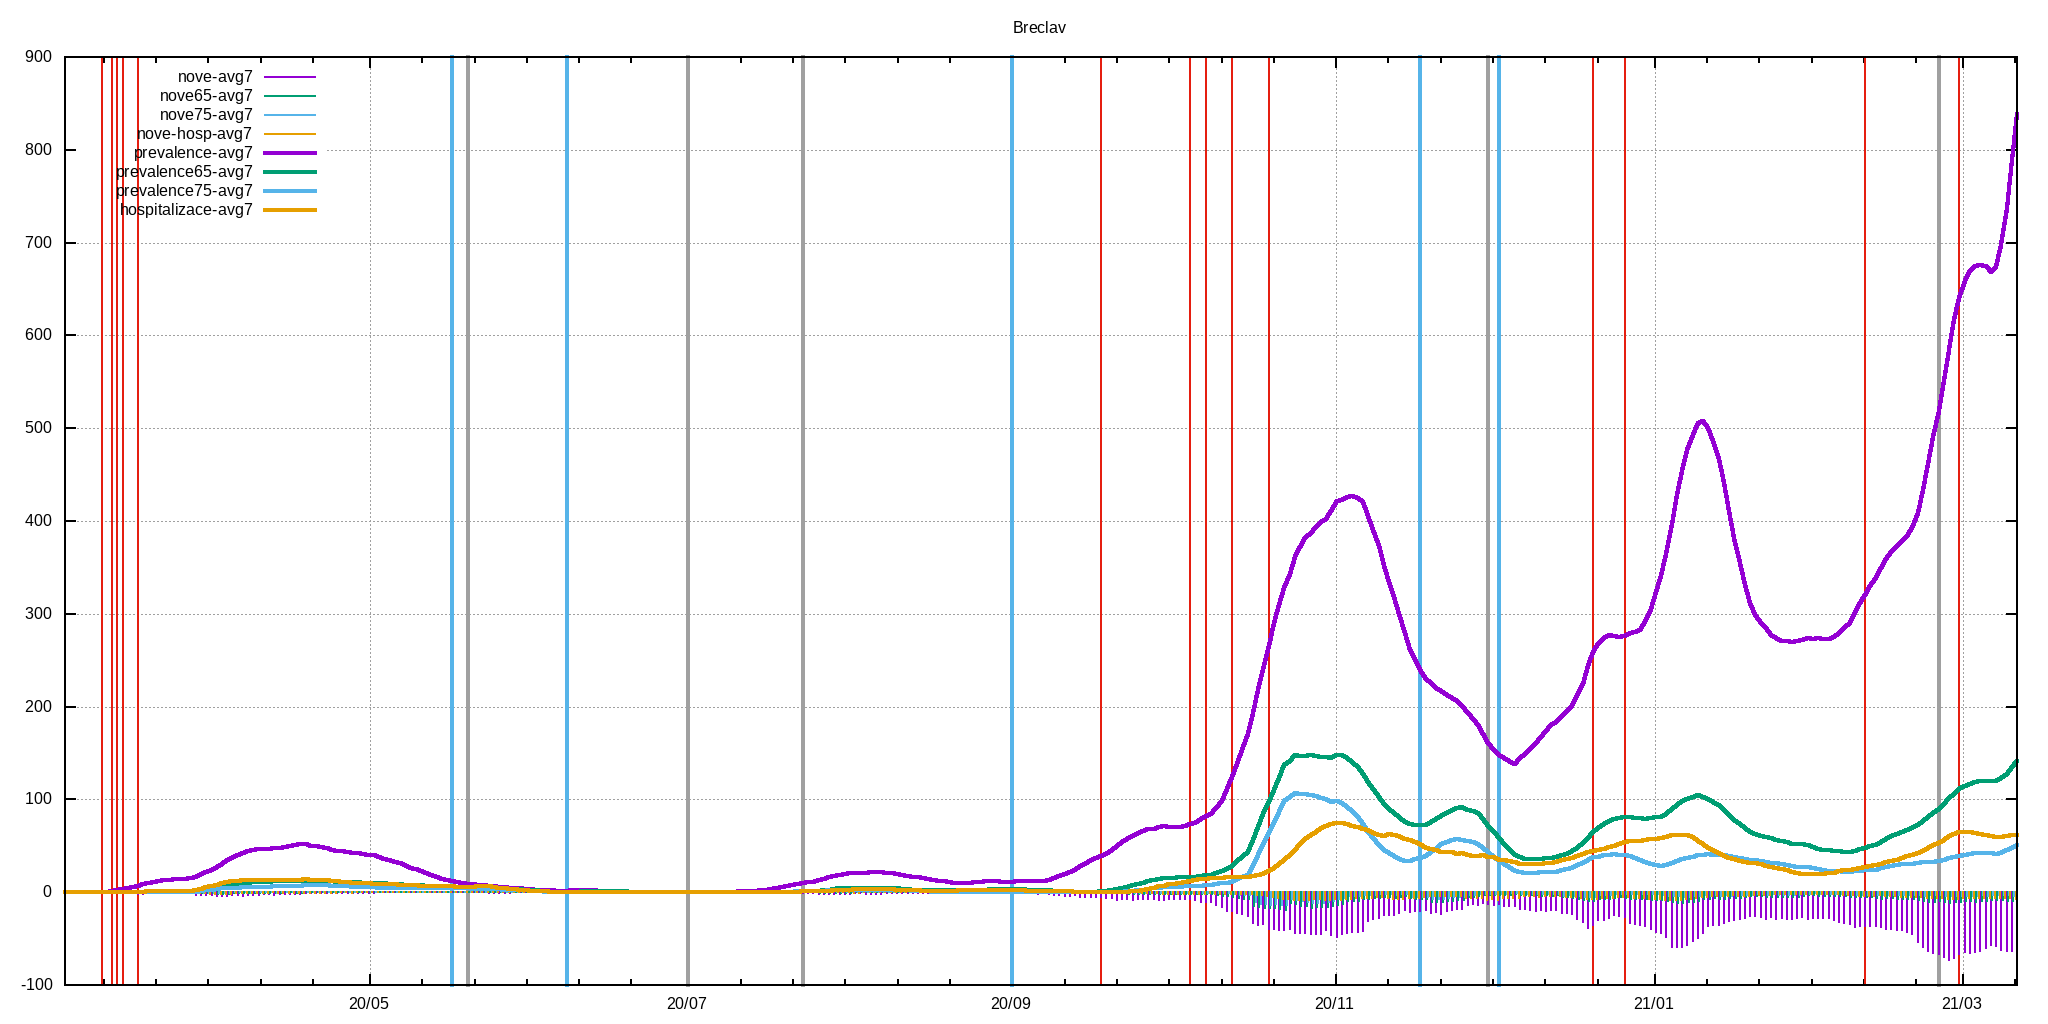 Breclav
900
800
700
600
500
400
300
200
100
0
-100
nove-avg7
nove65-avg7
nove75-avg7
nove-hosp-avg7
prevalence-avg7
prevalence65-avg7
prevalence75-avg7
hospitalizace-avg7
20/05
20/07
20/09
20/11
21/01
21/03